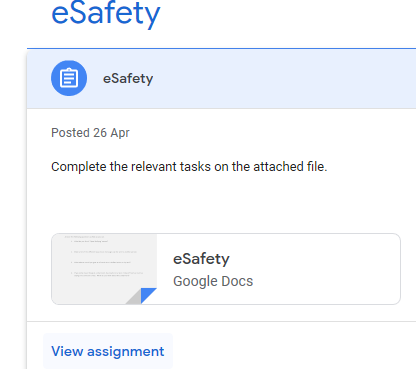 eSafety
eSafety
Posted 26 Apr
Complete the relevant tasks on the attached file.
eSafety
Google Docs
View assignment